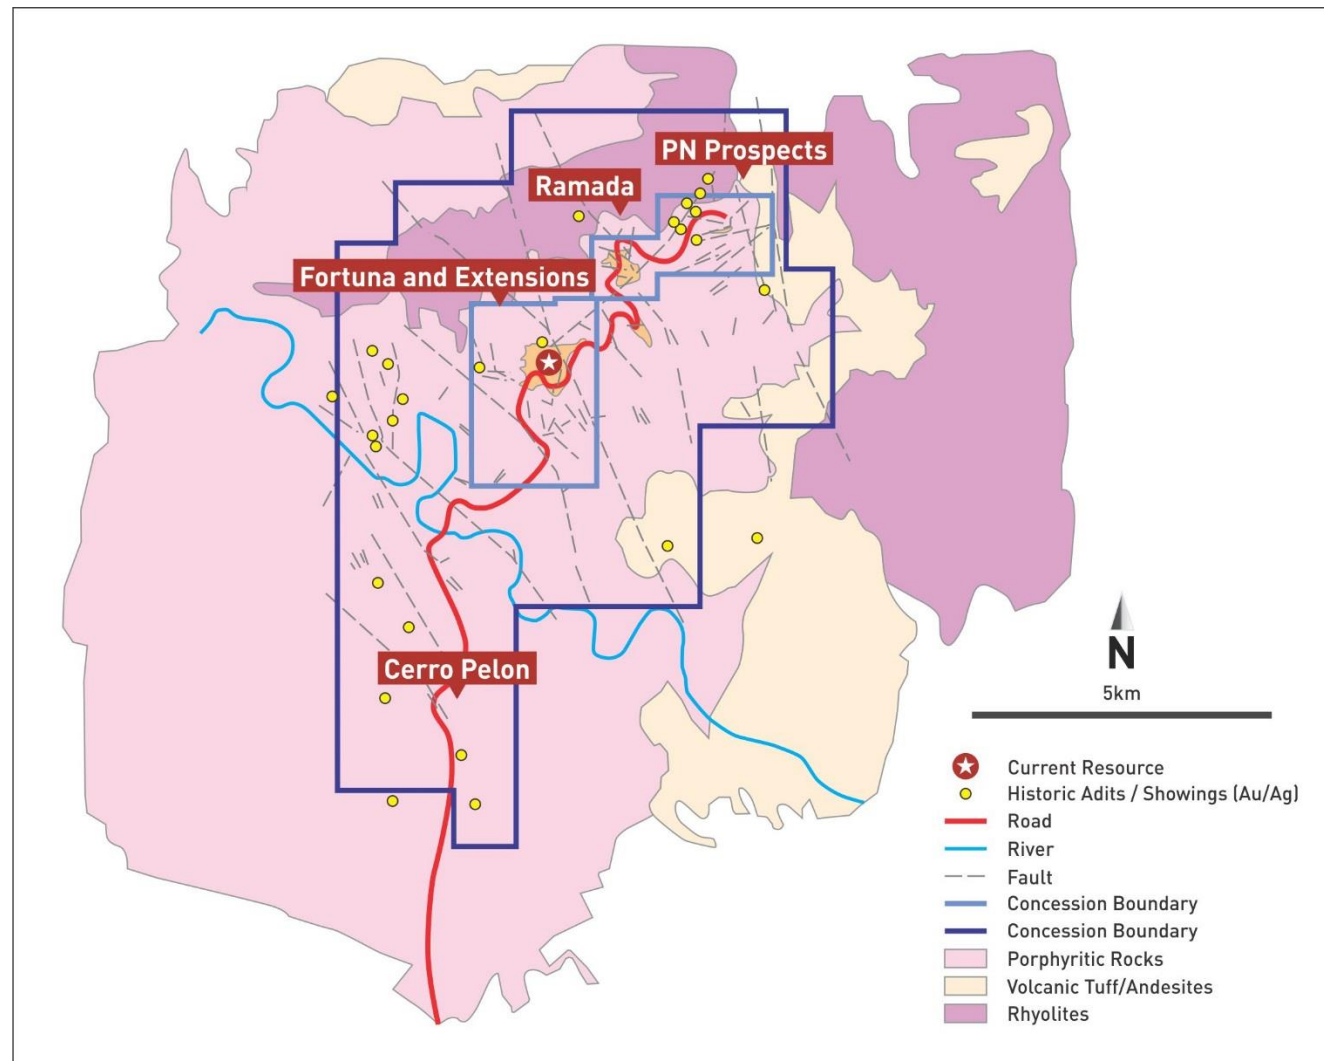 PN Prospects
Ramada
Fortuna and Extensions
Cerro Pelon
N
5km
Current Resource
Historic Adits / Showings (Au/Ag)
Road
River
Fault
Concession Boundary
Concession Boundary
Porphyritic Rocks
Volcanic Tuff/Andesites
Rhyolites